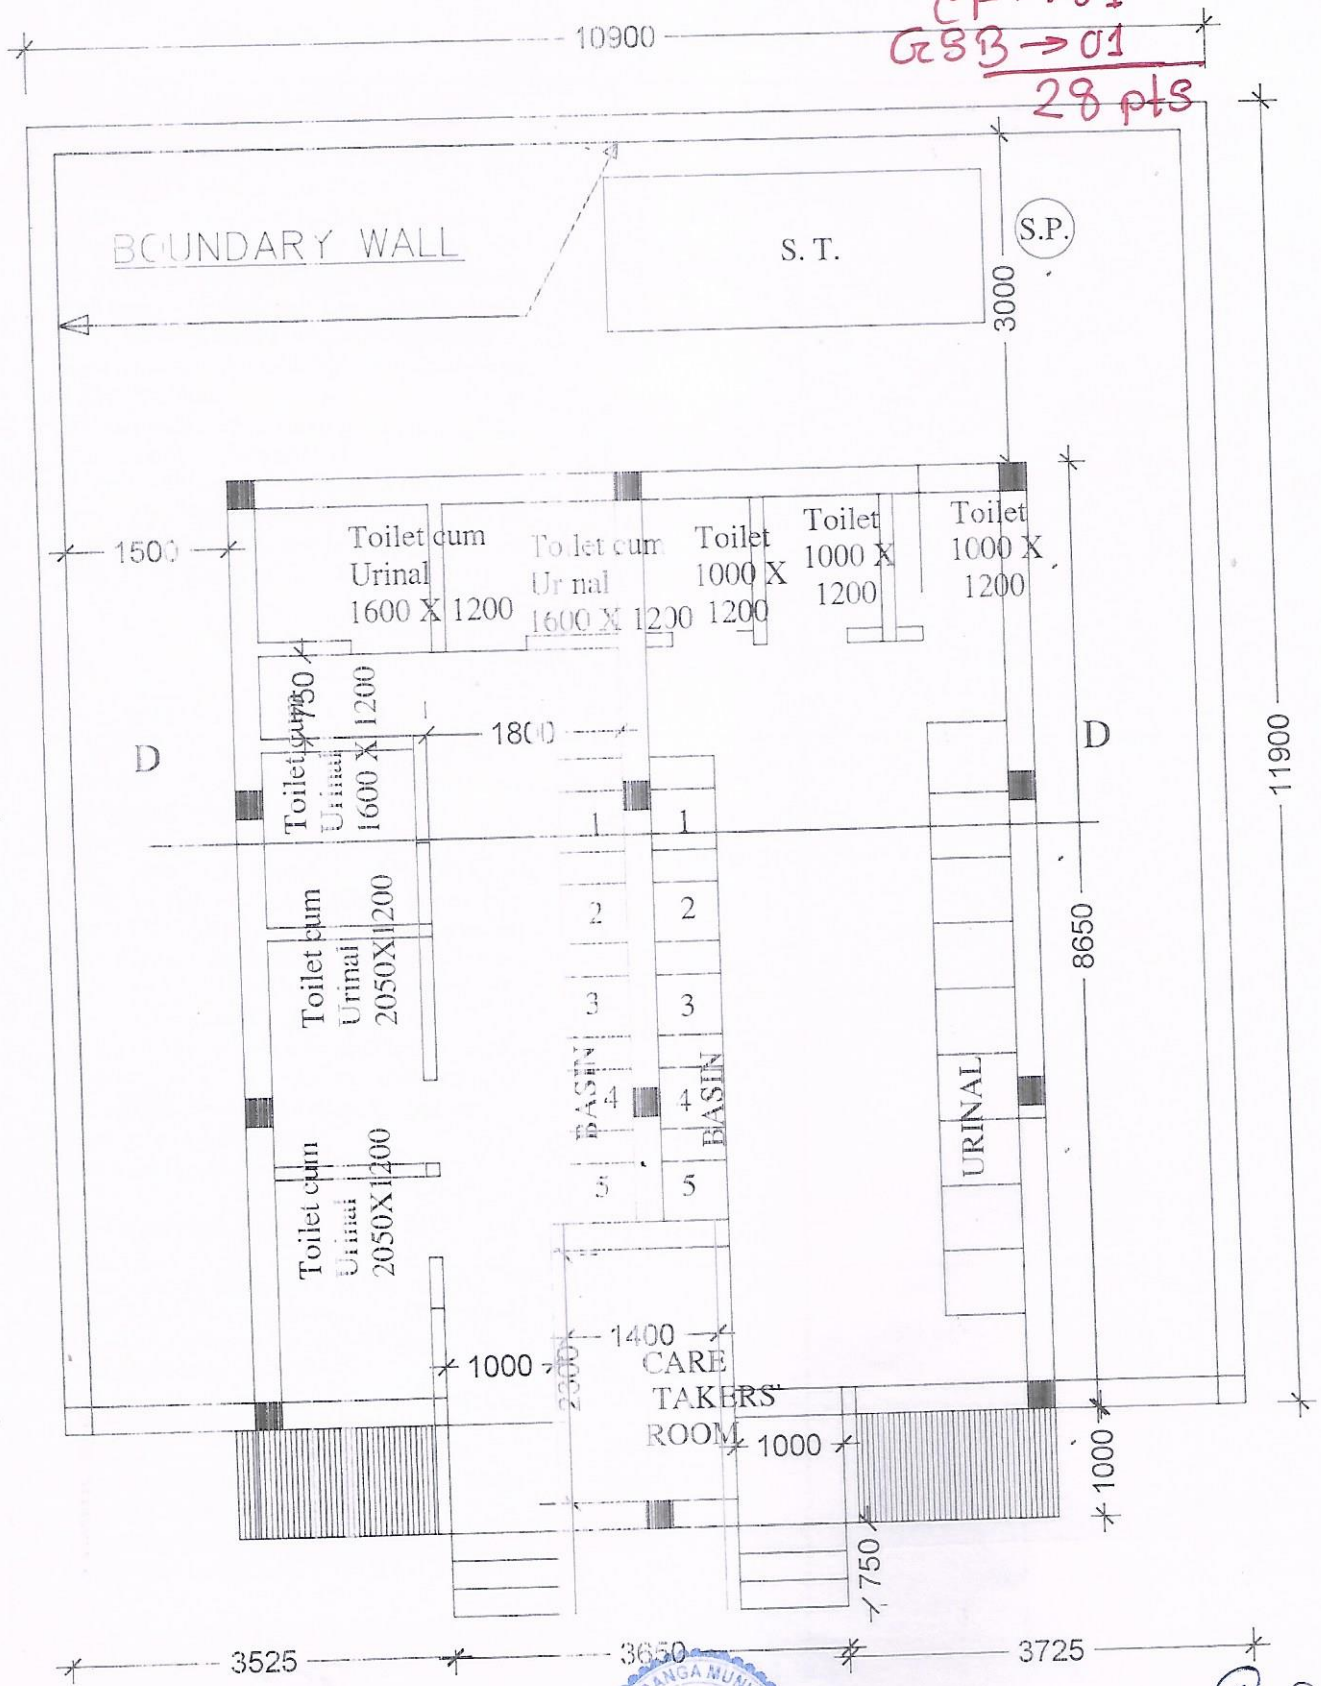 10900
GSB → 01
28 pts
BOUNDARY WALL
S. T.
S.P.
3000
1500
Toilet cum
Urinal
1600 X 1200
Toilet cum
Urinal
1600 X 1200
Toilet
1000 X
1200
Toilet
1000 X
1200
Toilet
1000 X
1200
750
Toilet cum
Urinal
1600 X 1200
1800
D
D
11900
8650
Toilet cum
Urinal
2050X1200
Toilet cum
Urinal
2050X1200
1
2
3
4
5
BASIN
1
2
3
4
5
BASIN
URINAL
1400
2300
1000
CARE
TAKERS'
ROOM
1000
1000
750
3525
3650
3725